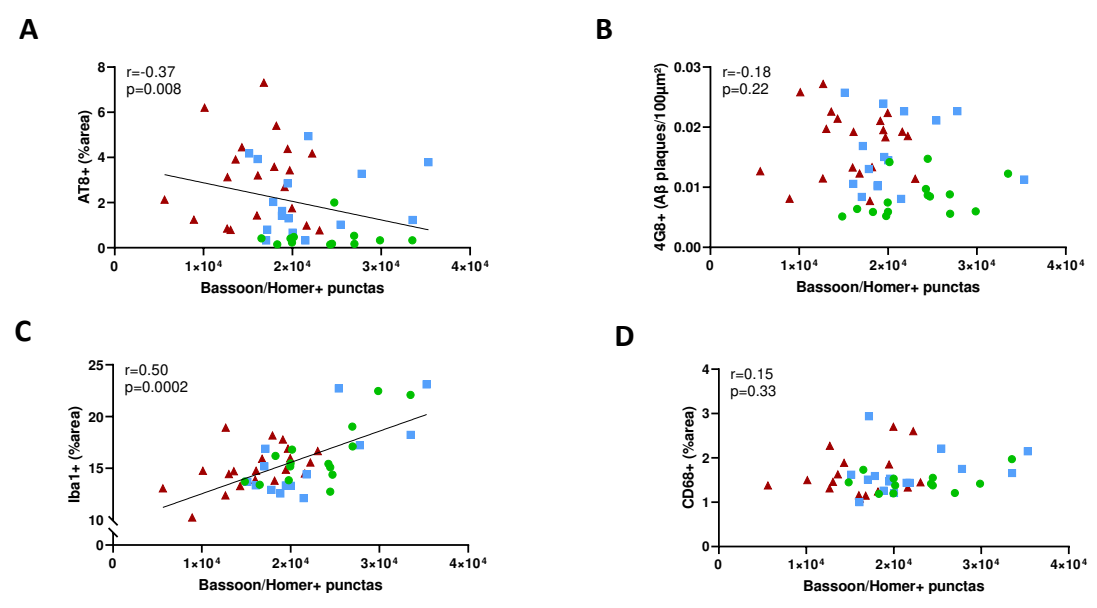 A
r=-0.37
p=0.008
AT8+ (%area)
8
6
4
2
0
0 1×10⁴ 2×10⁴ 3×10⁴ 4×10⁴
Bassoon/Homer+ punctas
B
r=-0.18
p=0.22
4G8+ (Aβ plaques/100µm²)
0.03
0.02
0.01
0.00
0 1×10⁴ 2×10⁴ 3×10⁴ 4×10⁴
Bassoon/Homer+ punctas
C
r=0.50
p=0.0002
Iba1+ (%area)
25
20
15
10
0
0 1×10⁴ 2×10⁴ 3×10⁴ 4×10⁴
Bassoon/Homer+ punctas
D
r=0.15
p=0.33
CD68+ (%area)
4
3
2
1
0
0 1×10⁴ 2×10⁴ 3×10⁴ 4×10⁴
Bassoon/Homer+ punctas